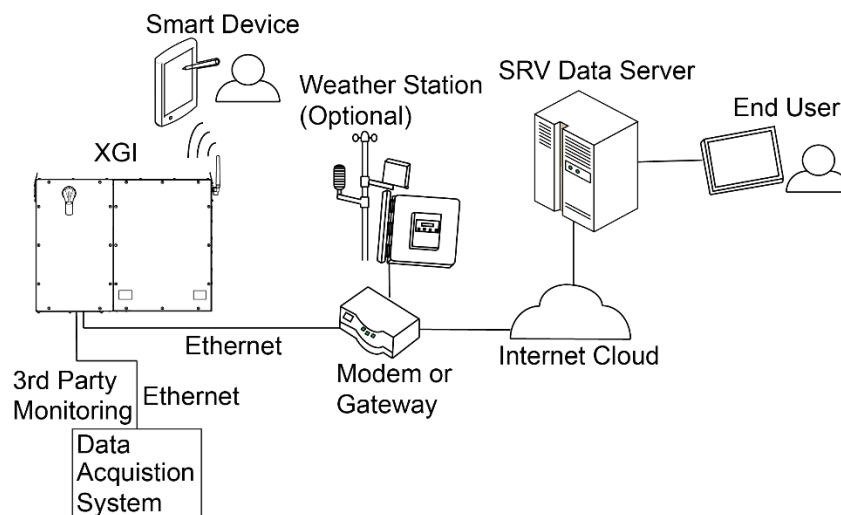 Smart Device
Weather Station
(Optional)
SRV Data Server
End User
XGI
Ethernet
Modem or
Gateway
Internet Cloud
3rd Party
Monitoring
Ethernet
Data
Acquistion
System